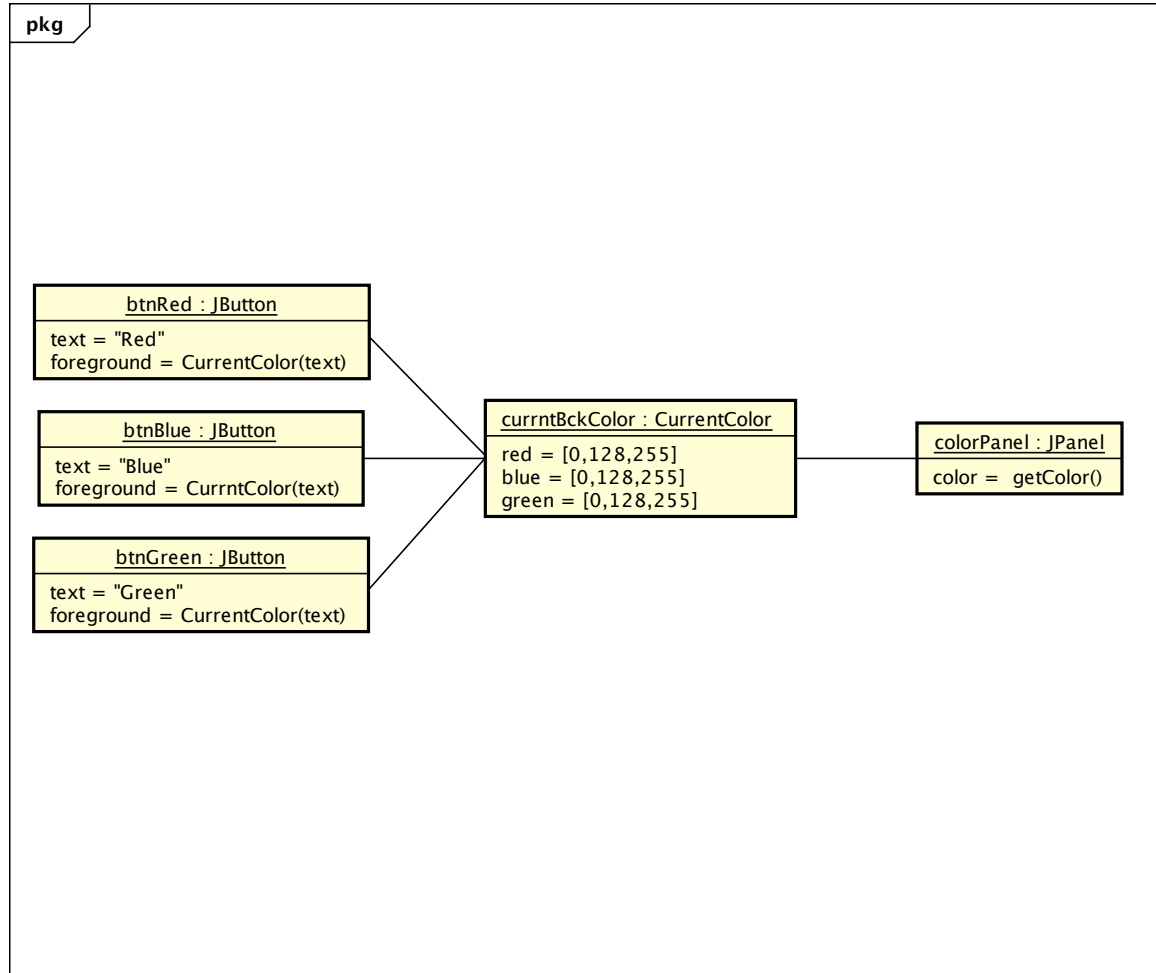 pkg
btnRed : JButton
text = "Red"
foreground = CurrentColor(text)
btnBlue : JButton
text = "Blue"
foreground = CurrntColor(text)
btnGreen : JButton
text = "Green"
foreground = CurrentColor(text)
currntBckColor : CurrentColor
red = [0,128,255]
blue = [0,128,255]
green = [0,128,255]
colorPanel : JPanel
color =  getColor()